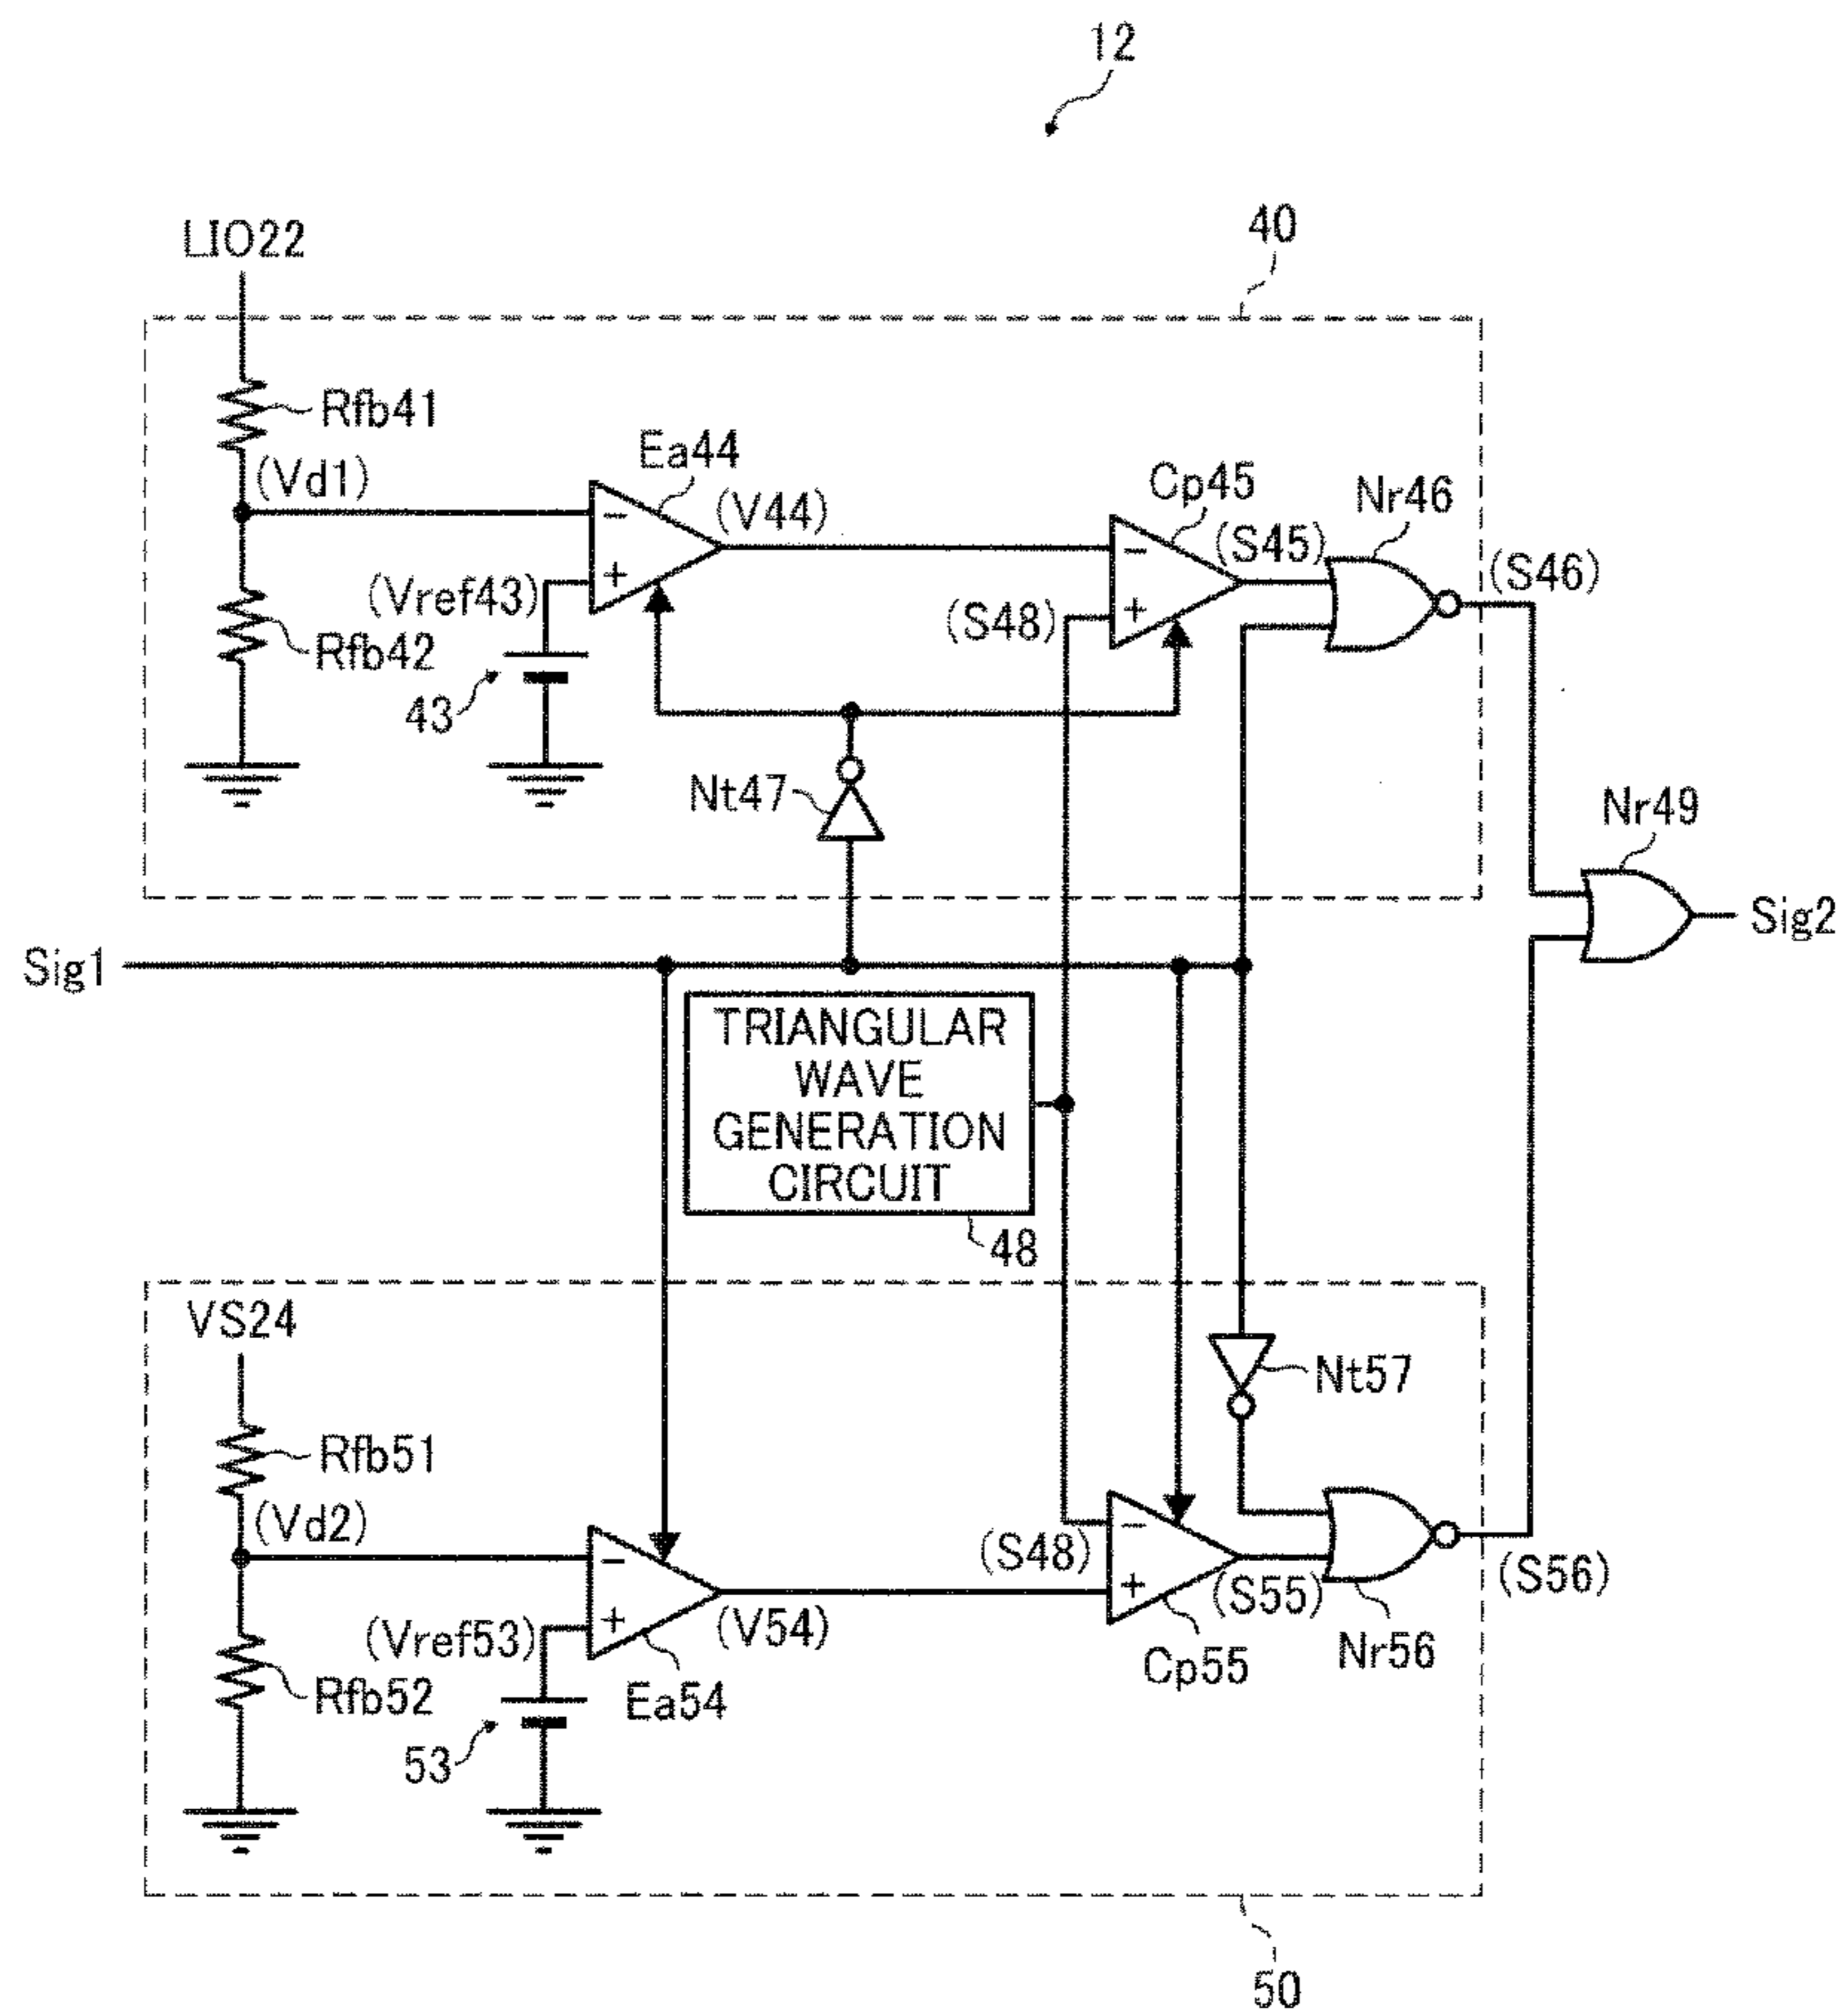 12
40
LIO22
Rfb41
(Vd1)
Ea44
(V44)
Cp45
(S45)
Nr46
(S46)
(Vref43)
(S48)
Rfb42
43
Nt47
Nr49
Sig2
Sig1
TRIANGULAR
WAVE
GENERATION
CIRCUIT
48
VS24
Nt57
Rfb51
(Vd2)
(S48)
(S55)
(S56)
(Vref53)
(V54)
Cp55
Nr56
Rfb52
Ea54
53
50